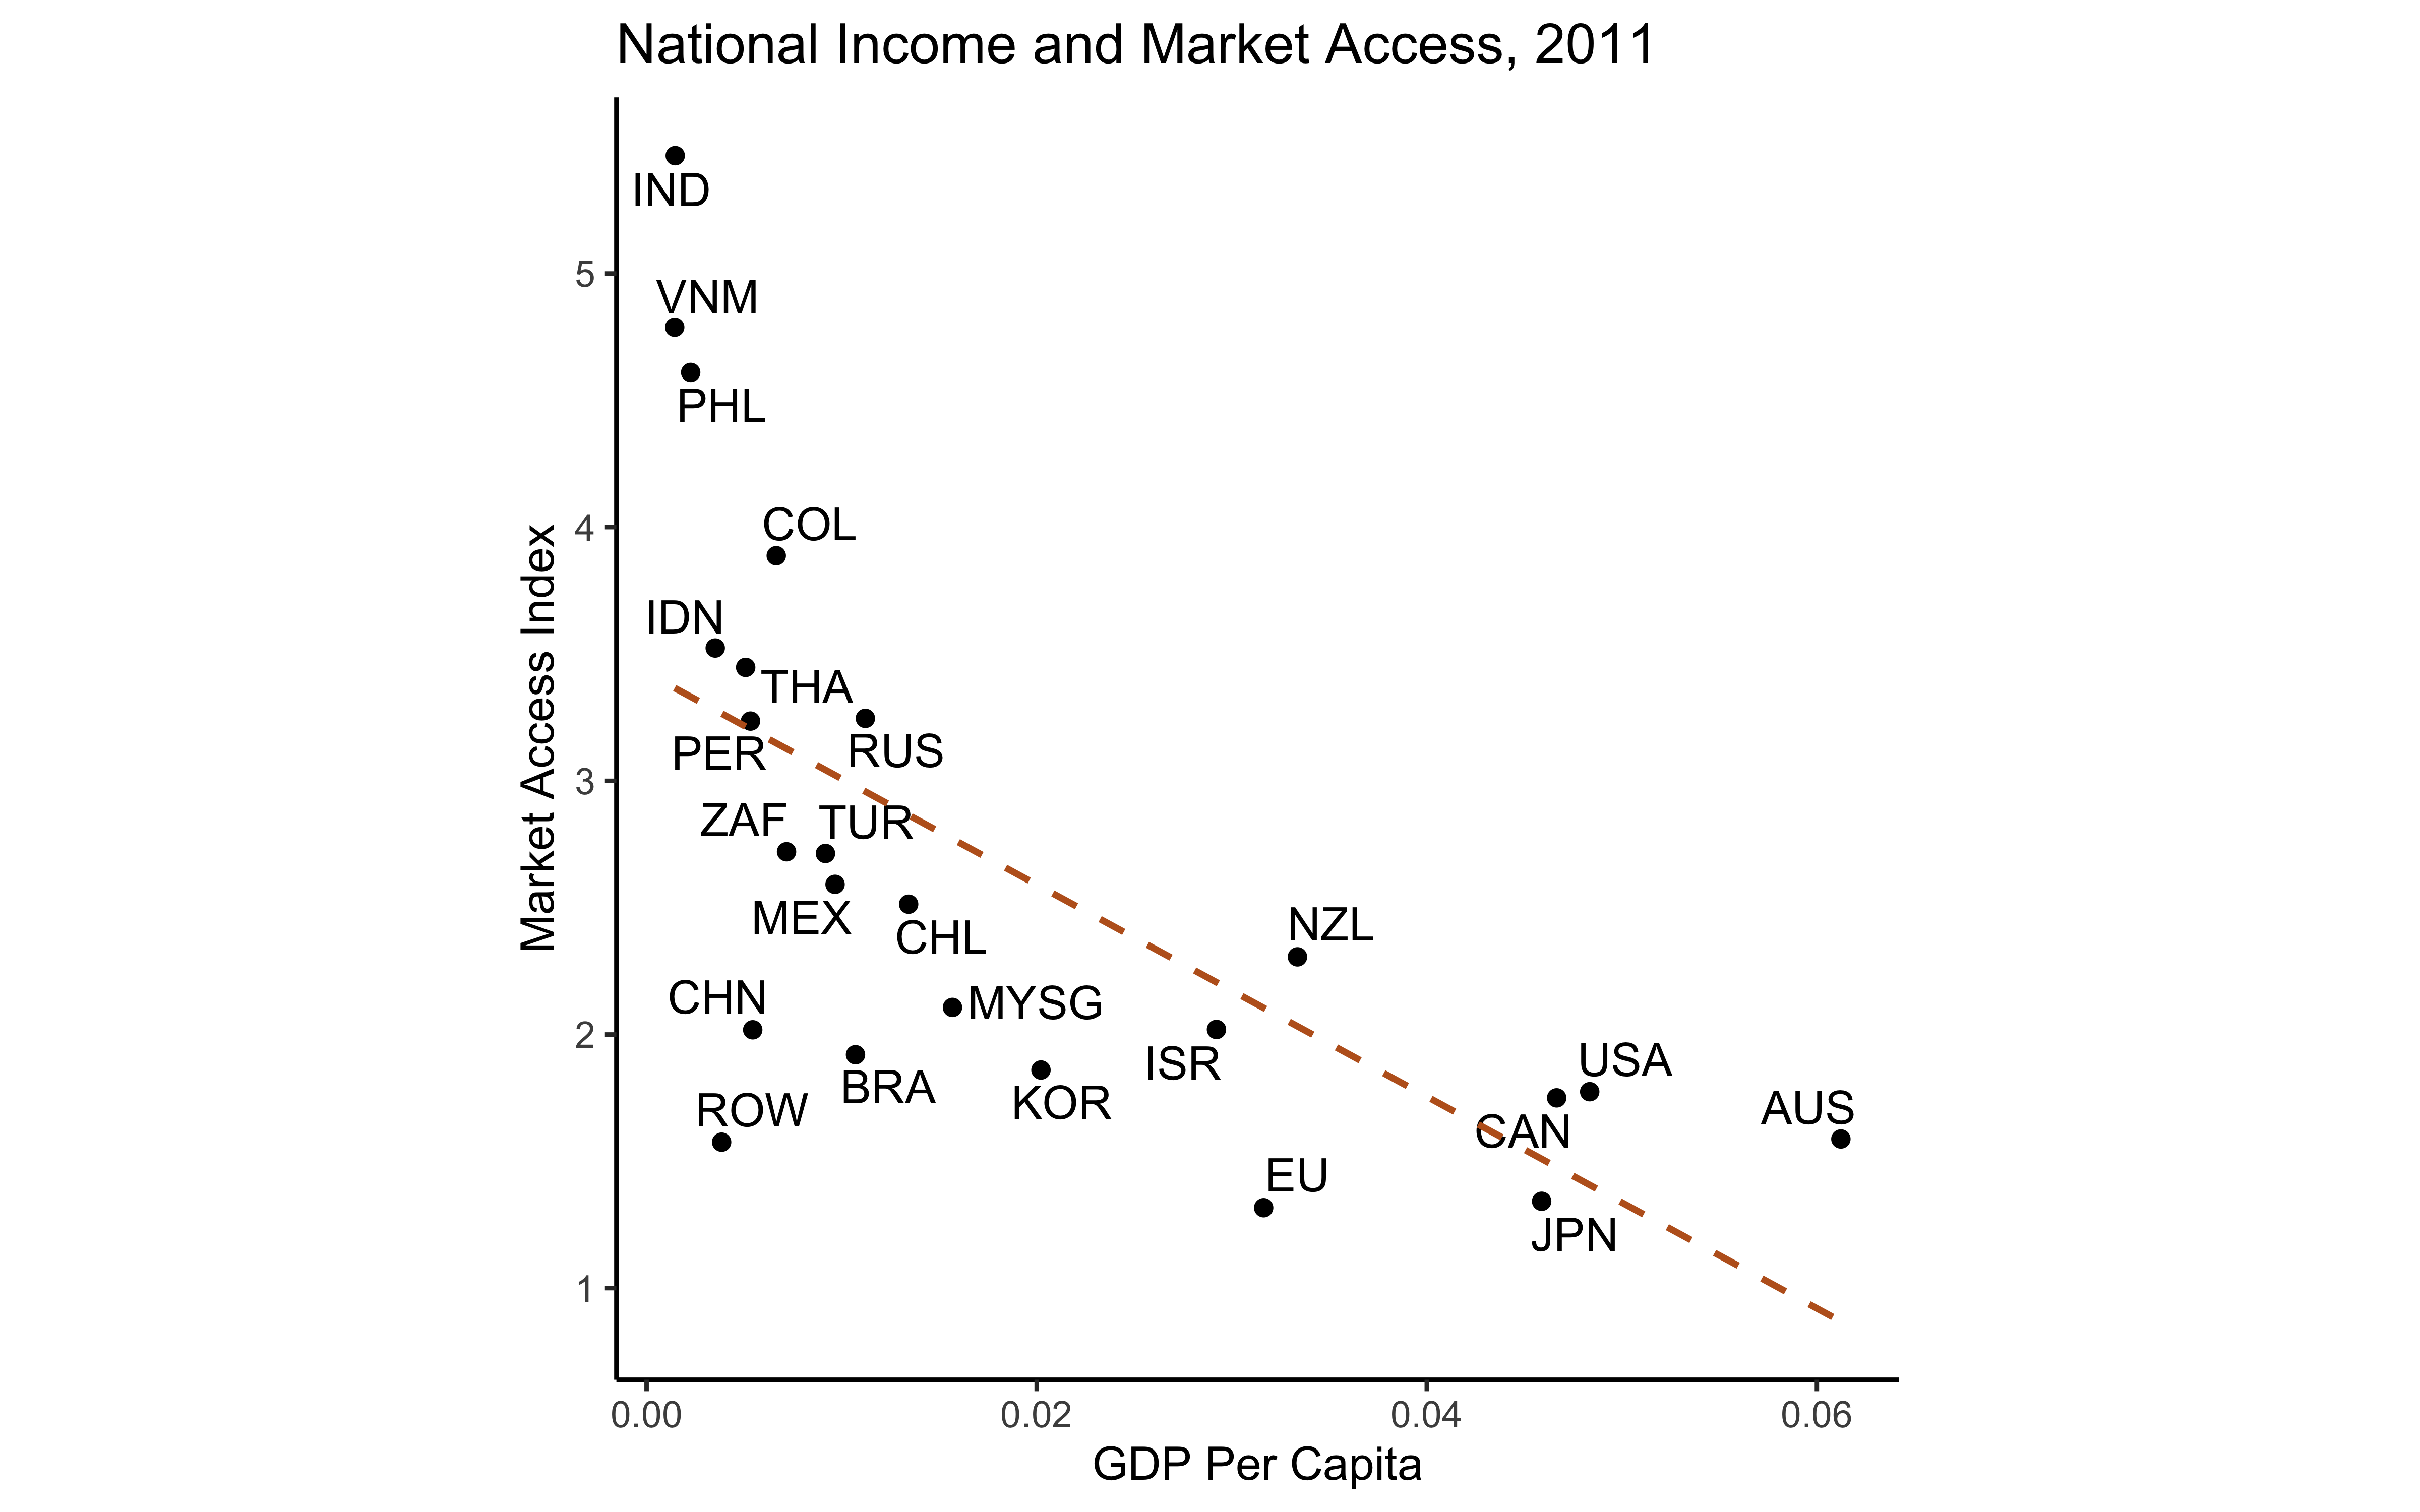 National Income and Market Access, 2011
IND
5
VNM
PHL
COL
4
IDN
THA
PER
RUS
Market Access Index
3
ZAF
TUR
MEX
CHL
NZL
CHN
MYSG
2
ISR
USA
BRA
KOR
ROW
CAN
AUS
EU
JPN
1
0.00
0.02
0.04
0.06
GDP Per Capita